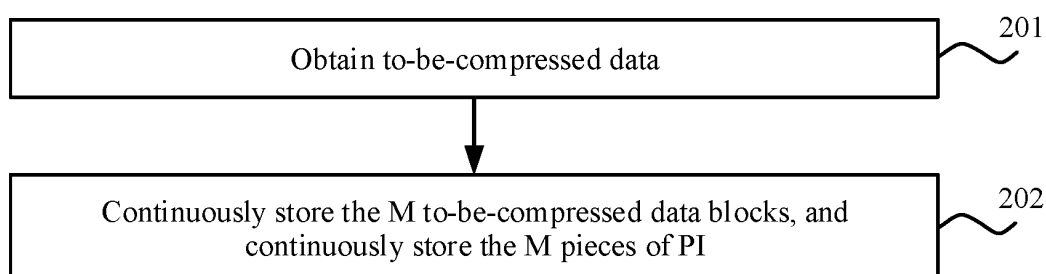 201
Obtain to-be-compressed data
202
Continuously store the M to-be-compressed data blocks, and
continuously store the M pieces of PI